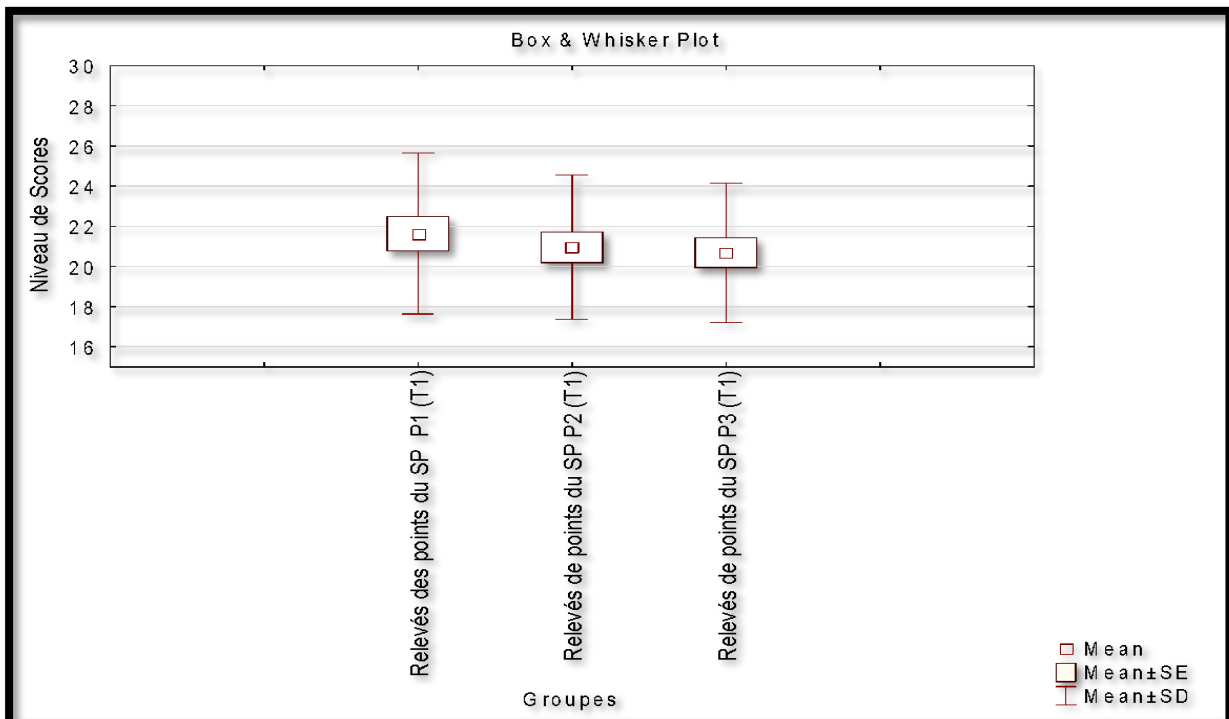 Box & Whisker Plot
Niveau de Scores
30
28
26
24
22
20
18
16
Relevés des points du SP P1 (T1)
Relevés de points du SP P2 (T1)
Relevés de points du SP P3 (T1)
Groupes
Mean
Mean±SE
Mean±SD